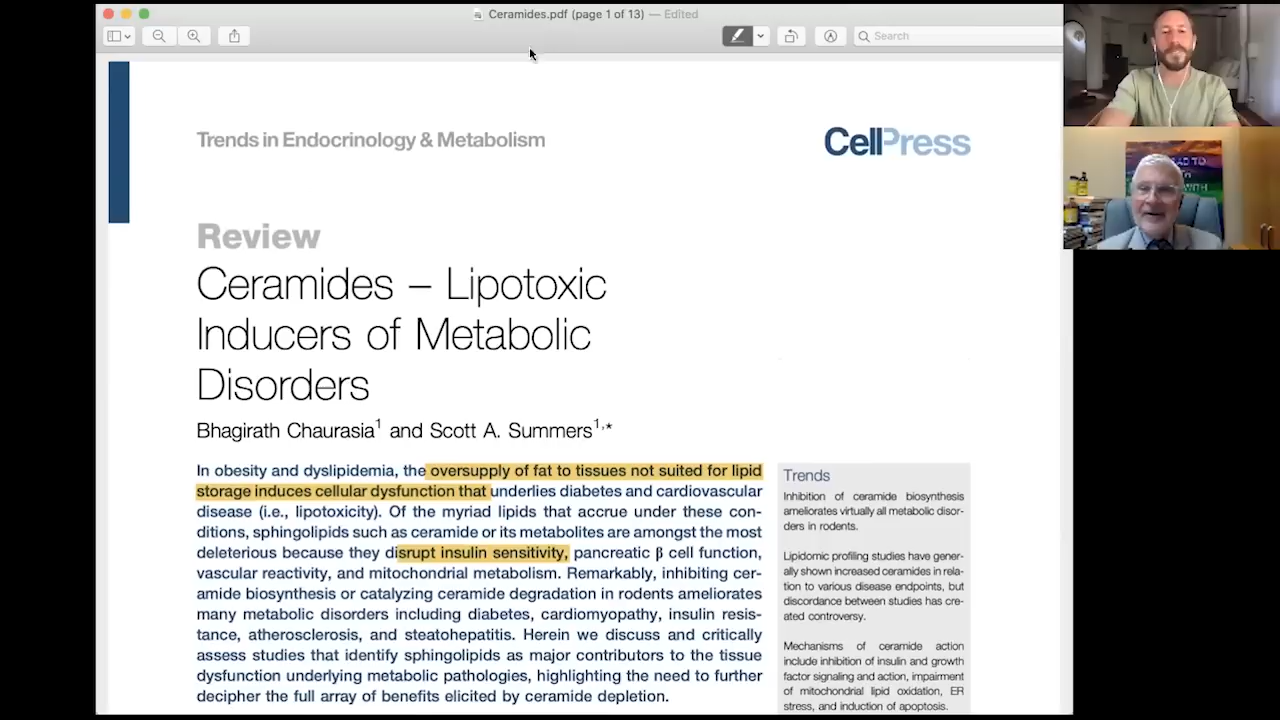 Ceramides.pdf (page 1 of 13) — Edited
Search
Trends in Endocrinology & Metabolism
CellPress
Review
Ceramides – Lipotoxic
Inducers of Metabolic
Disorders
Bhagirath Chaurasia1 and Scott A. Summers1,*
In obesity and dyslipidemia, the oversupply of fat to tissues not suited for lipid
storage induces cellular dysfunction that underlies diabetes and cardiovascular
disease (i.e., lipotoxicity). Of the myriad lipids that accrue under these con-
ditions, sphingolipids such as ceramide or its metabolites are amongst the most
deleterious because they disrupt insulin sensitivity, pancreatic β cell function,
vascular reactivity, and mitochondrial metabolism. Remarkably, inhibiting cer-
amide biosynthesis or catalyzing ceramide degradation in rodents ameliorates
many metabolic disorders including diabetes, cardiomyopathy, insulin resis-
tance, atherosclerosis, and steatohepatitis. Herein we discuss and critically
assess studies that identify sphingolipids as major contributors to the tissue
dysfunction underlying metabolic pathologies, highlighting the need to further
decipher the full array of benefits elicited by ceramide depletion.
Trends
Inhibition of ceramide biosynthesis
ameliorates virtually all metabolic disor-
ders in rodents.
Lipidomic profiling studies have gener-
ally shown increased ceramides in rela-
tion to various disease endpoints, but
discordance between studies has cre-
ated controversy.
Mechanisms of ceramide action
include inhibition of insulin and growth
factor signaling and action, impairment
of mitochondrial lipid oxidation, ER
stress, and induction of apoptosis.